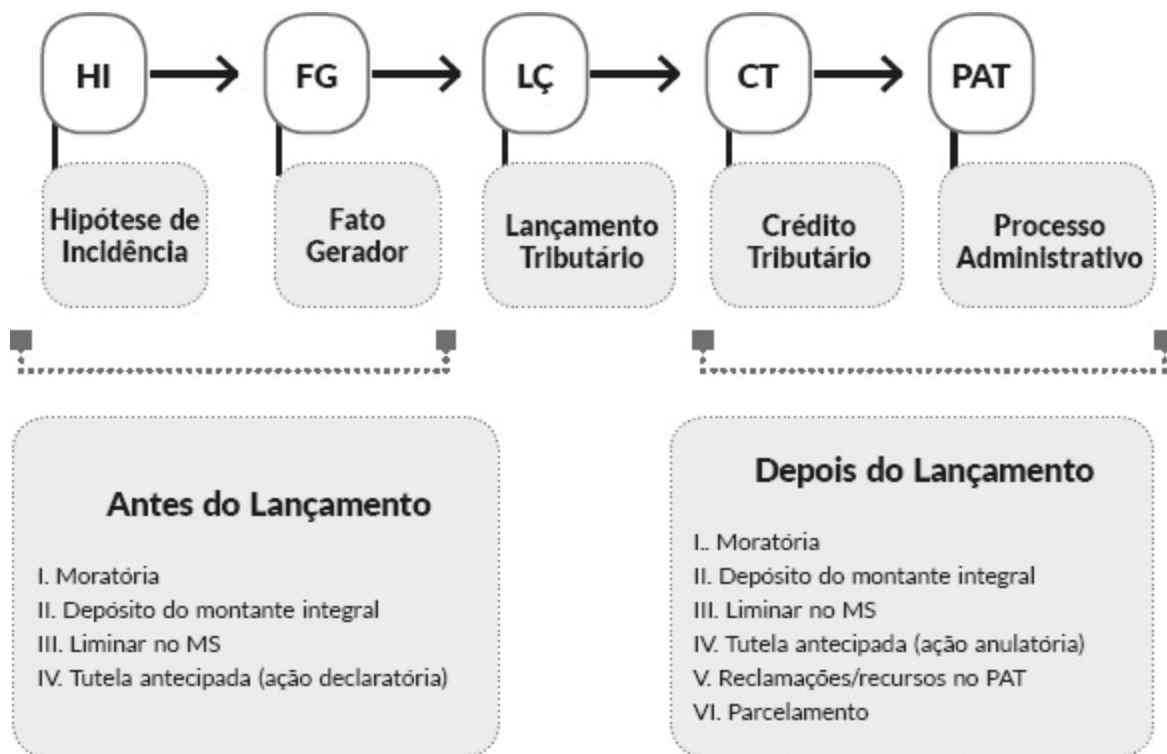 HI
FG
LÇ
CT
PAT
Hipótese de
Incidência
Fato
Gerador
Lançamento
Tributário
Crédito
Tributário
Processo
Administrativo
Antes do Lançamento
I. Moratória
II. Depósito do montante integral
III. Liminar no MS
IV. Tutela antecipada (ação declaratória)
Depois do Lançamento
I.. Moratória
II. Depósito do montante integral
III. Liminar no MS
IV. Tutela antecipada (ação anulatória)
V. Reclamações/recursos no PAT
VI. Parcelamento